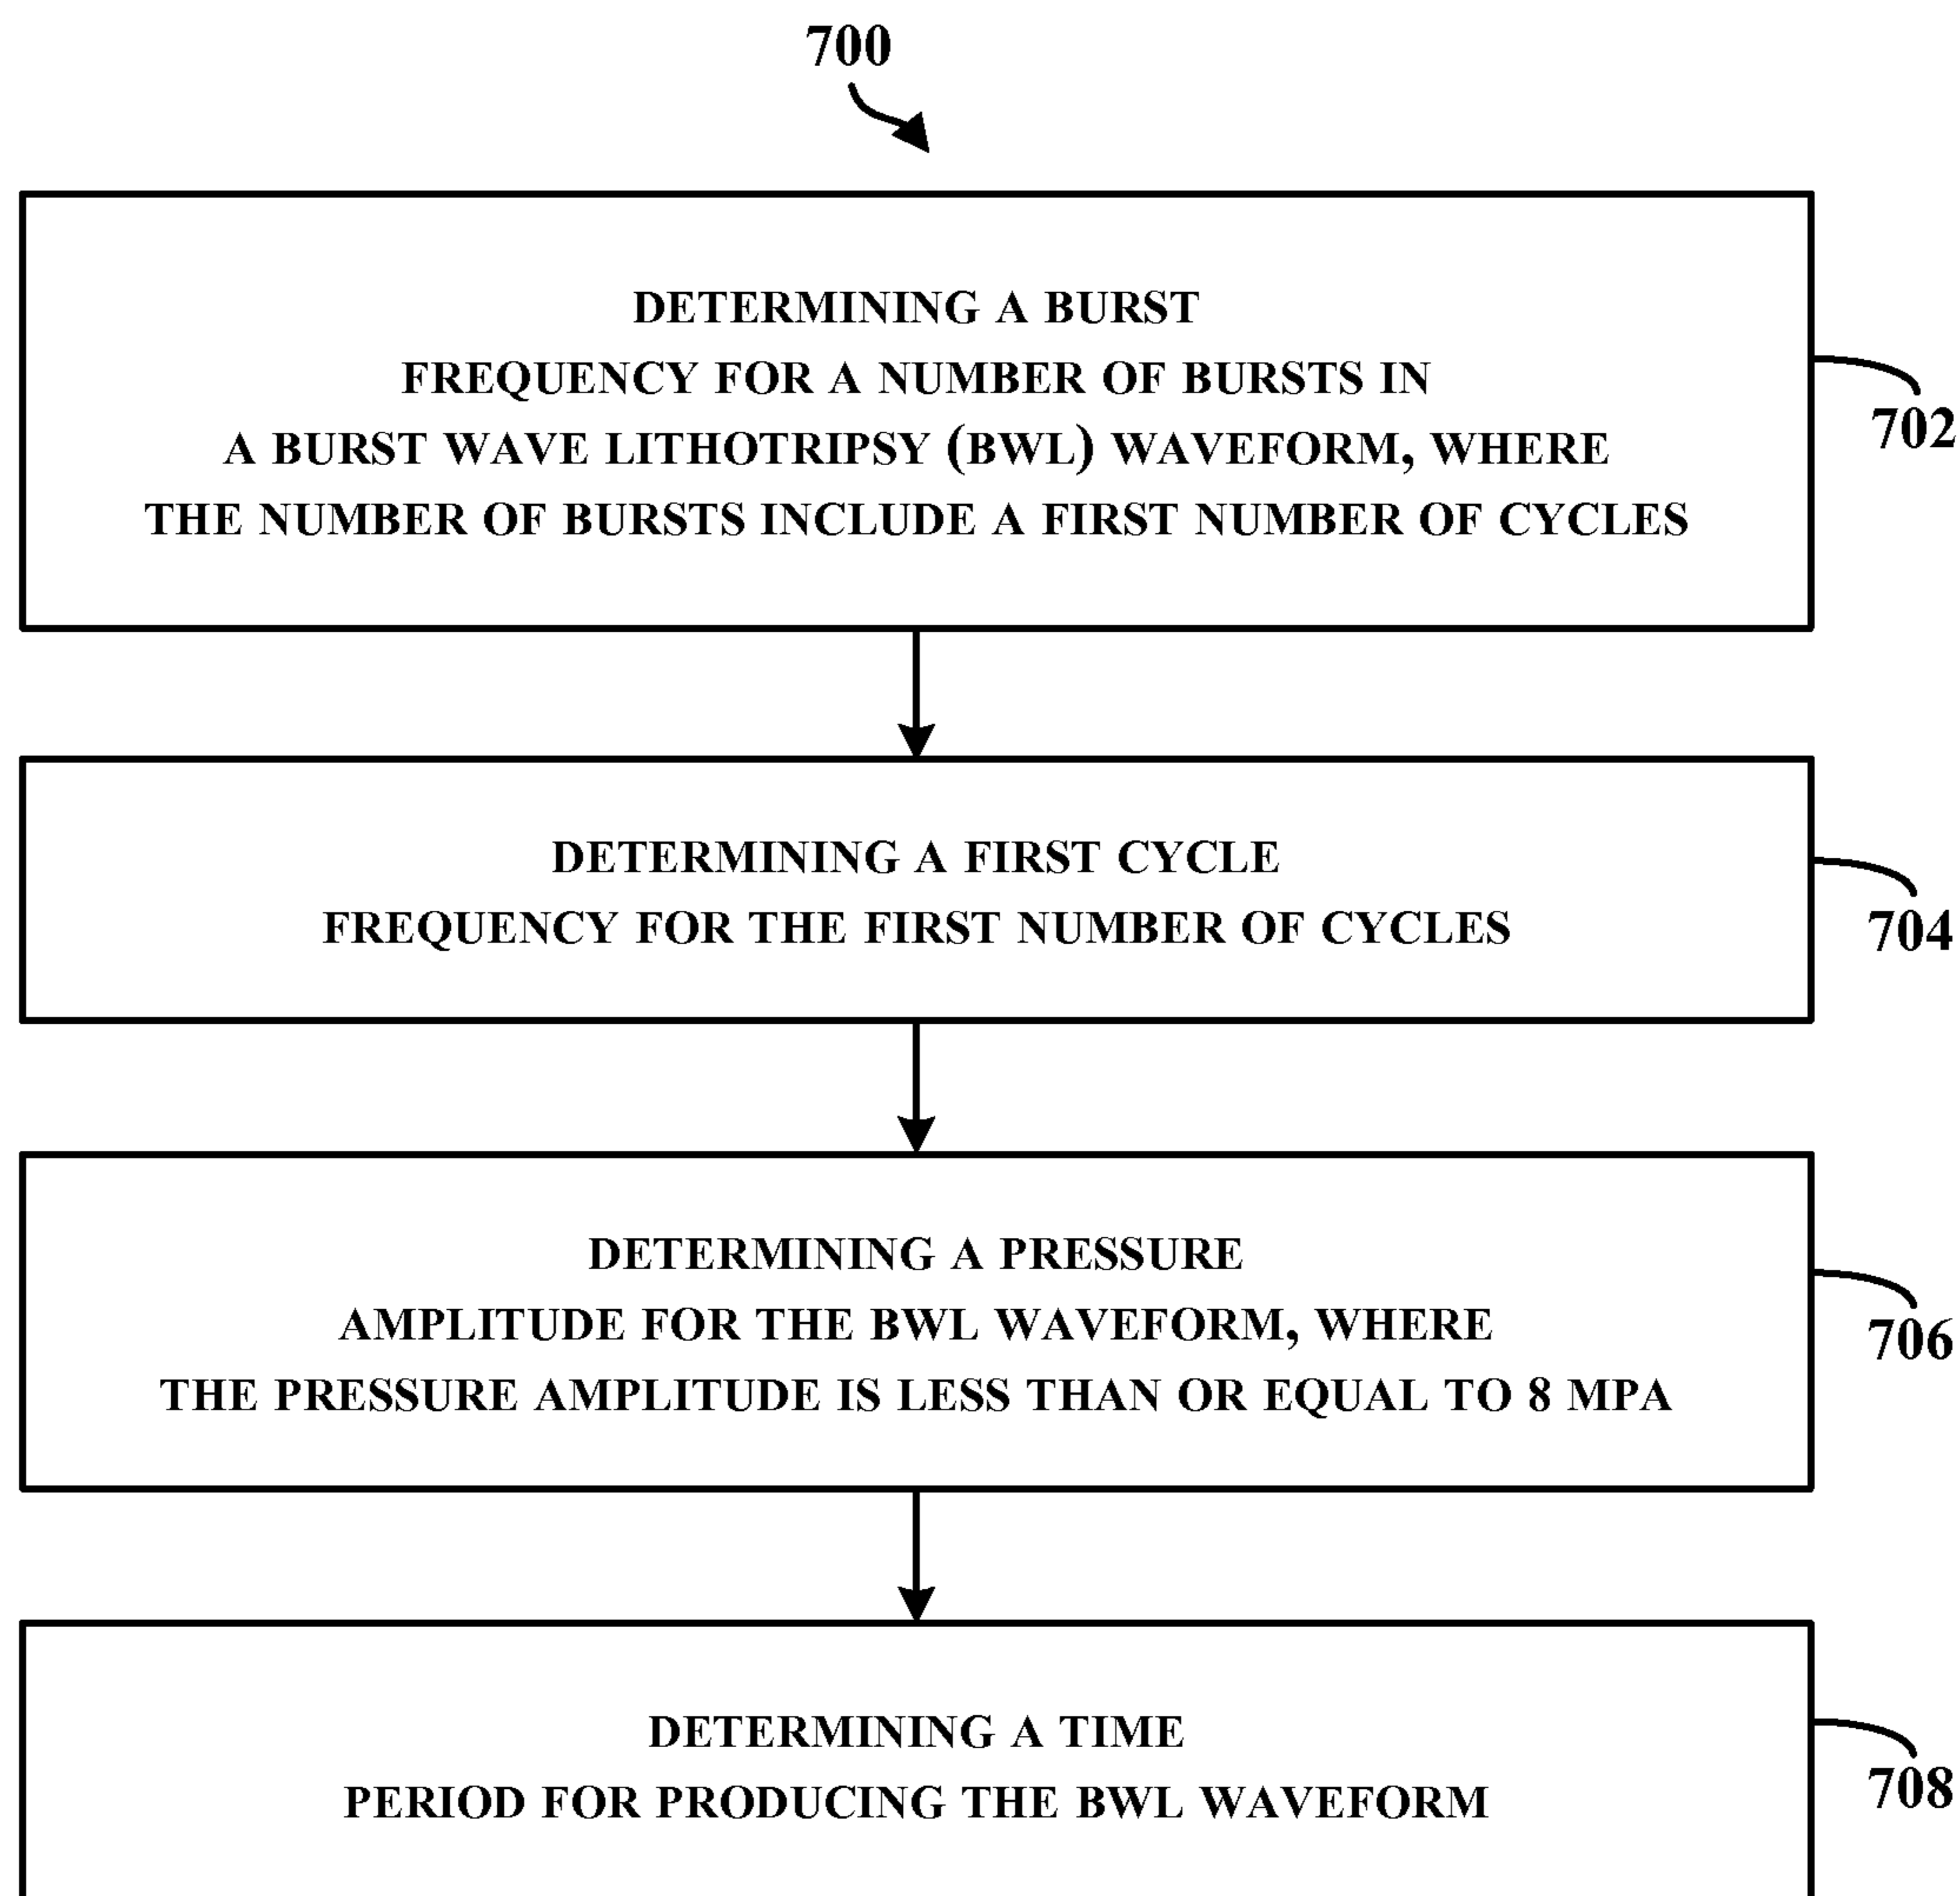 700
DETERMINING A BURST
FREQUENCY FOR A NUMBER OF BURSTS IN
A BURST WAVE LITHOTRIPSY (BWL) WAVEFORM, WHERE
THE NUMBER OF BURSTS INCLUDE A FIRST NUMBER OF CYCLES
702
DETERMINING A FIRST CYCLE
FREQUENCY FOR THE FIRST NUMBER OF CYCLES
704
DETERMINING A PRESSURE
AMPLITUDE FOR THE BWL WAVEFORM, WHERE
THE PRESSURE AMPLITUDE IS LESS THAN OR EQUAL TO 8 MPA
706
DETERMINING A TIME
PERIOD FOR PRODUCING THE BWL WAVEFORM
708